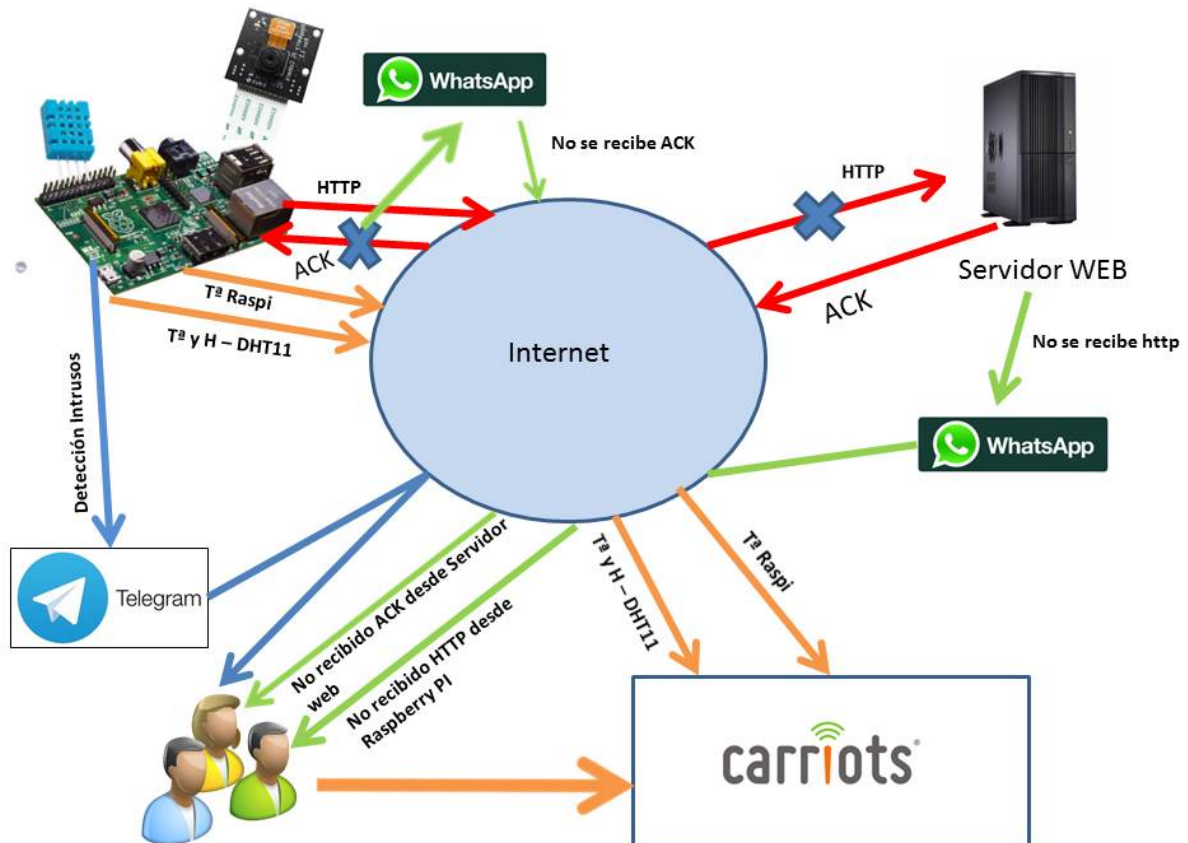 WhatsApp
No se recibe ACK
HTTP
HTTP
ACK
Servidor WEB
ACK
Tª Raspi
Tª y H – DHT11
Internet
No se recibe http
WhatsApp
Detección Intrusos
Telegram
No recibido ACK desde Servidor
web
No recibido HTTP desde
Raspberry PI
Tª y H – DHT11
Tª Raspi
carriots®